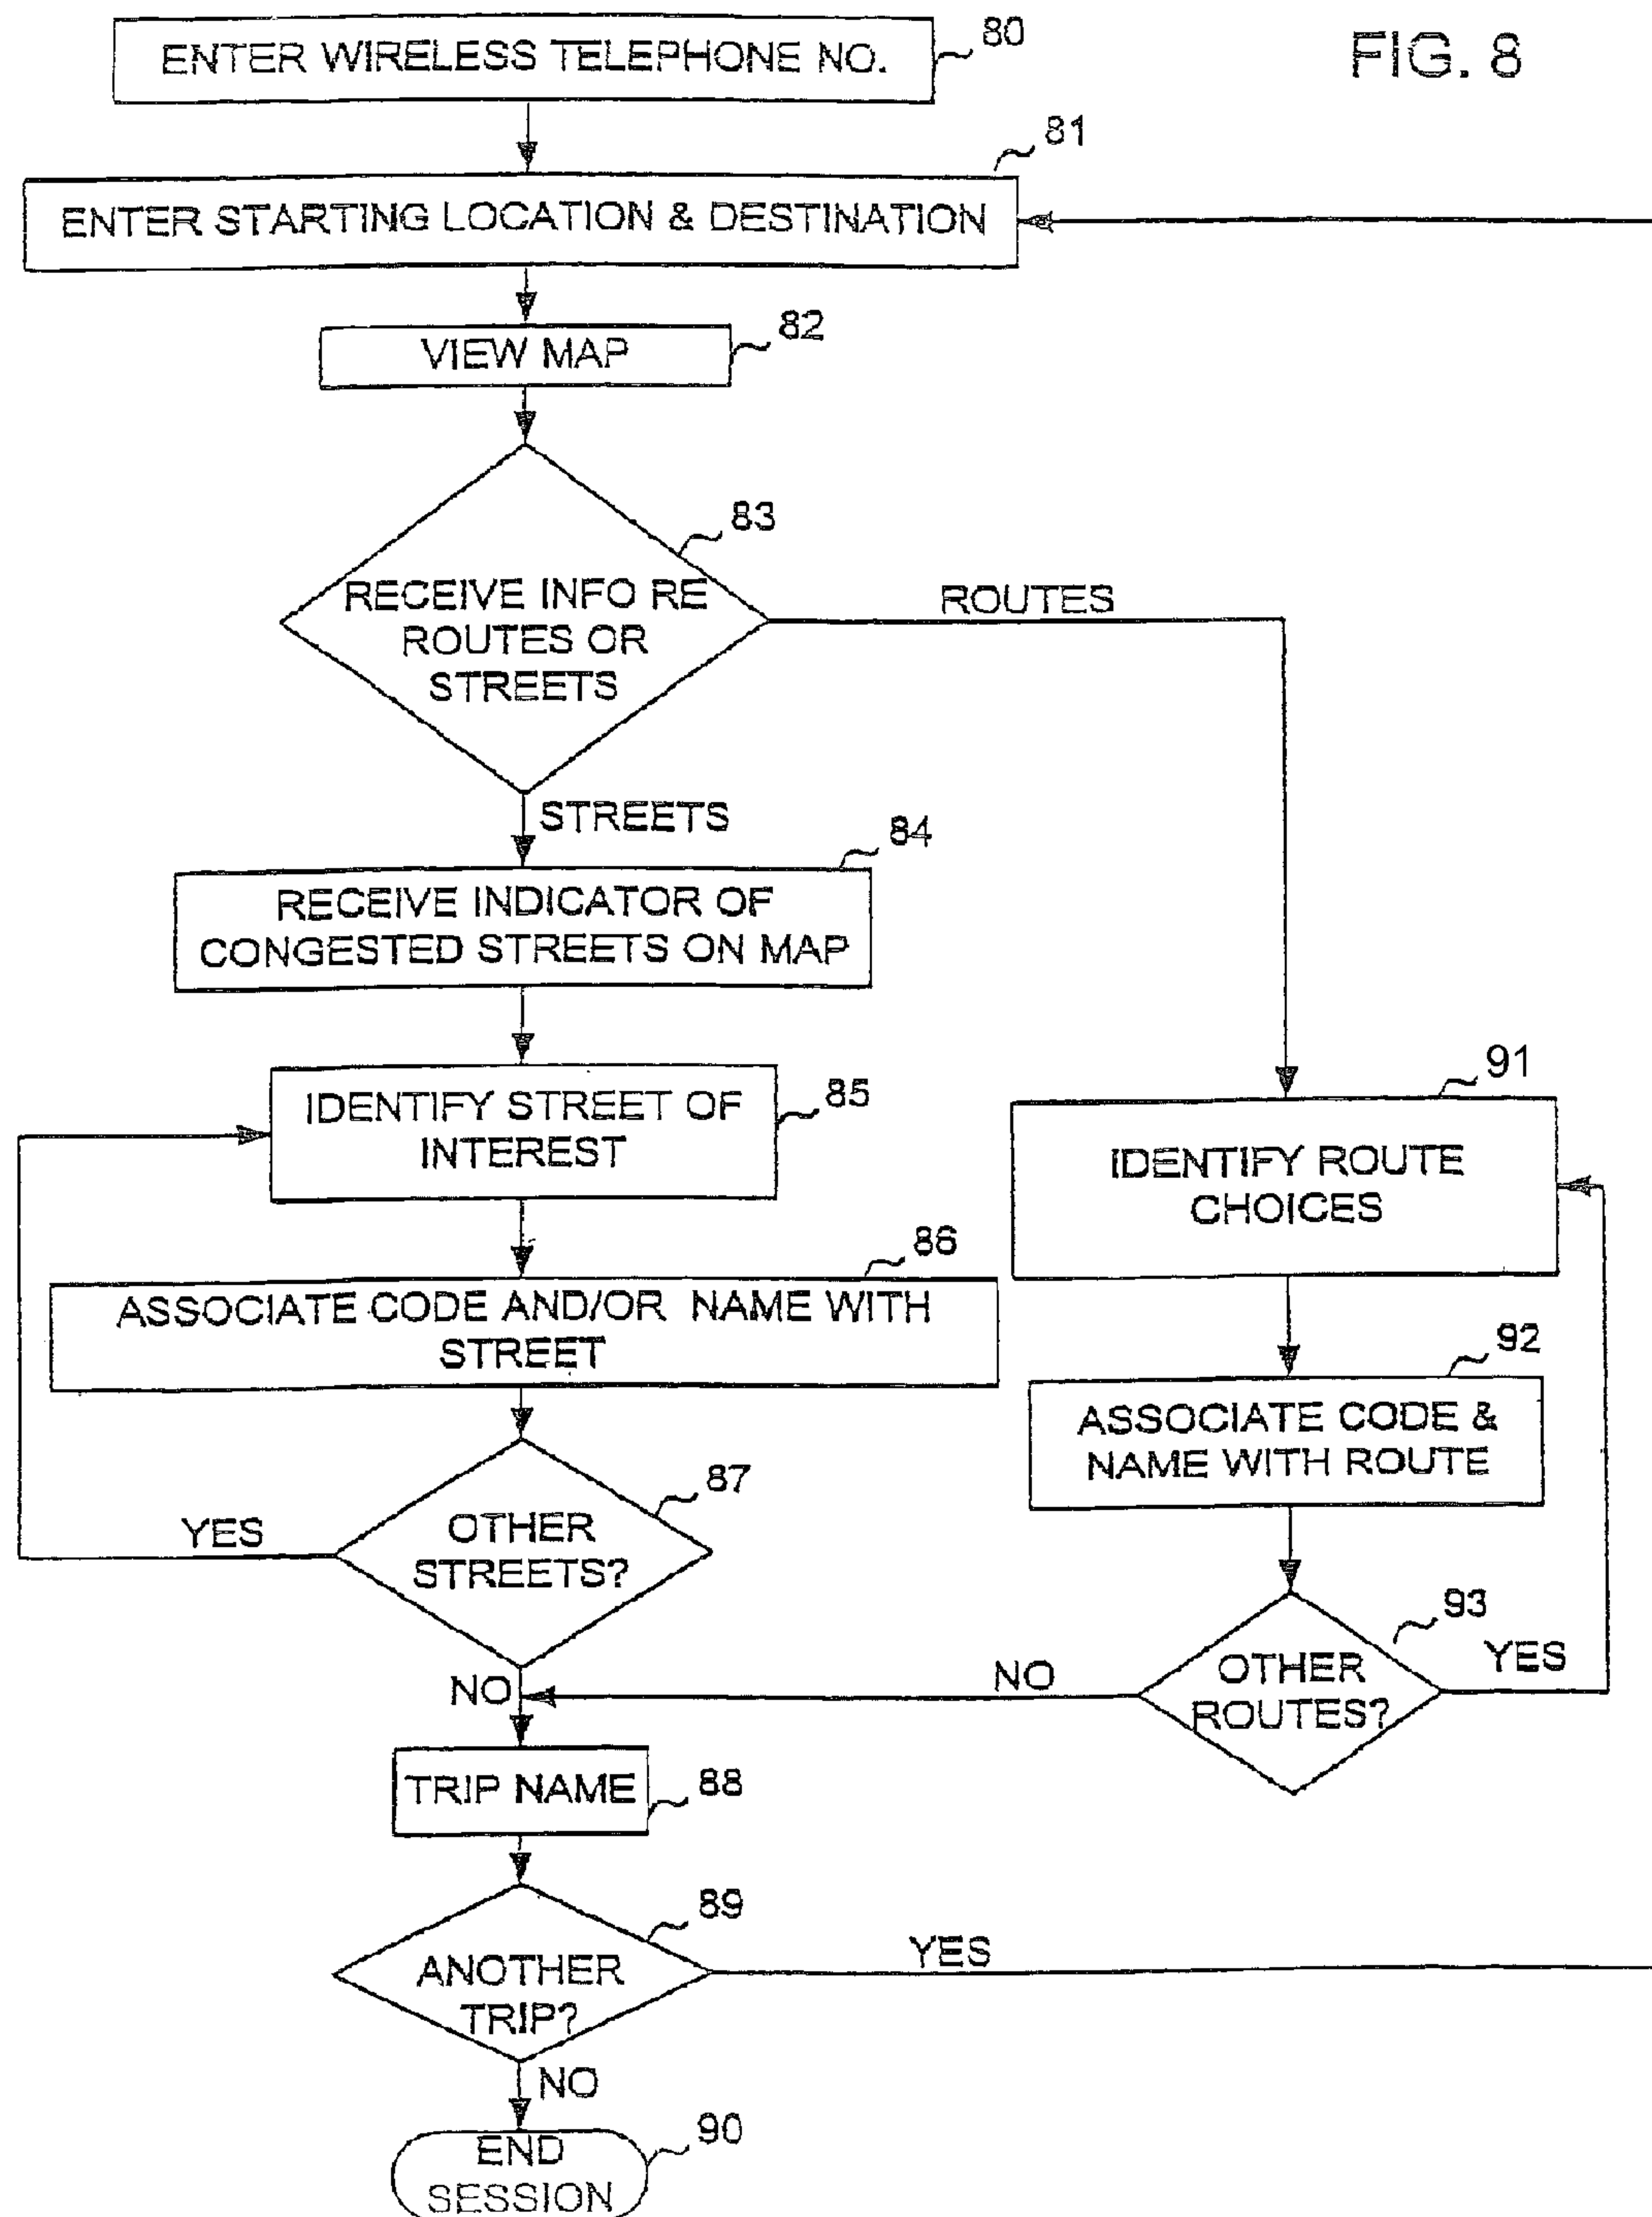 FIG. 8
80
ENTER WIRELESS TELEPHONE NO.
81
ENTER STARTING LOCATION & DESTINATION
82
VIEW MAP
83
RECEIVE INFO RE
ROUTES OR
STREETS
ROUTES
STREETS
84
RECEIVE INDICATOR OF
CONGESTED STREETS ON MAP
85
IDENTIFY STREET OF
INTEREST
86
ASSOCIATE CODE AND/OR NAME WITH
STREET
87
OTHER
STREETS?
YES
NO
91
IDENTIFY ROUTE
CHOICES
92
ASSOCIATE CODE &
NAME WITH ROUTE
93
OTHER
ROUTES?
YES
NO
88
TRIP NAME
89
ANOTHER
TRIP?
YES
NO
90
END
SESSION